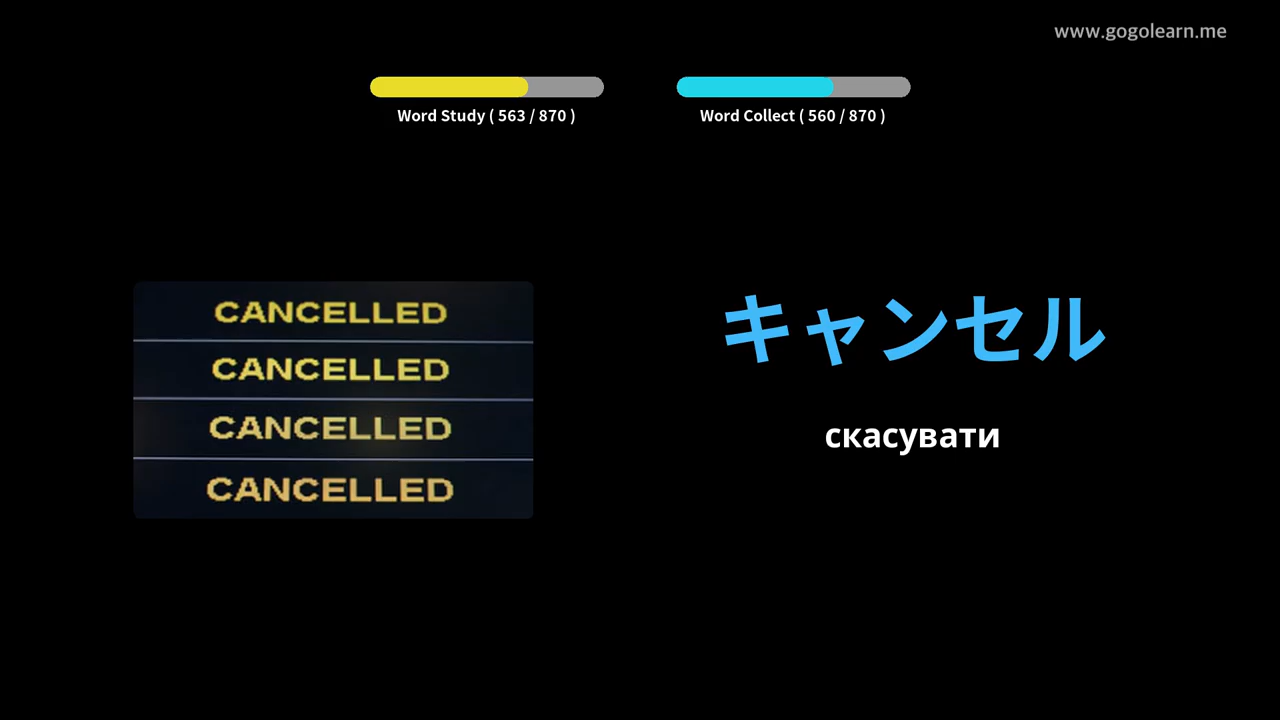 www.gogolearn.me
Word Study ( 563 / 870 )
Word Collect ( 560 / 870 )
CANCELLED
CANCELLED
CANCELLED
CANCELLED
キャンセル
скасувати